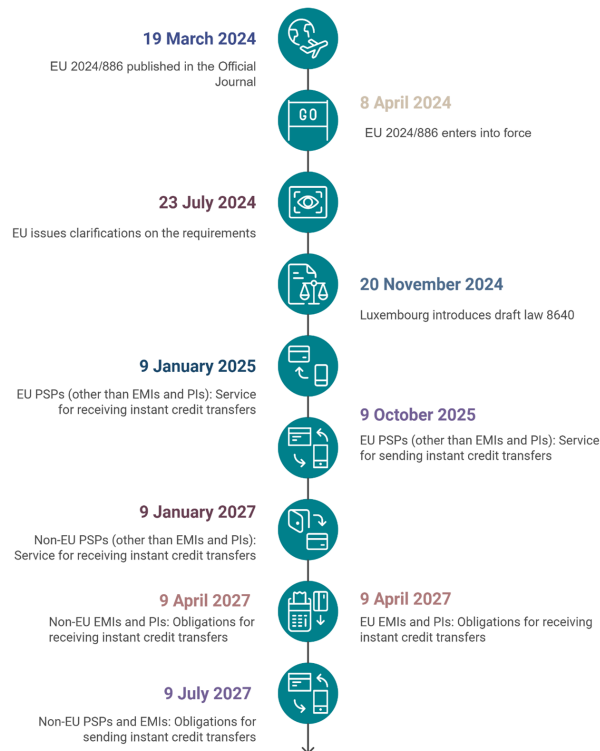 19 March 2024
EU 2024/886 published in the Official
Journal
8 April 2024
GO
EU 2024/886 enters into force
23 July 2024
EU issues clarifications on the requirements
20 November 2024
Luxembourg introduces draft law 8640
9 January 2025
EU PSPs (other than EMIs and PIs): Service
for receiving instant credit transfers
9 October 2025
EU PSPs (other than EMIs and PIs): Service
for sending instant credit transfers
9 January 2027
Non-EU PSPs (other than EMIs and PIs):
Service for receiving instant credit transfers
9 April 2027
Non-EU EMIs and PIs: Obligations for
receiving instant credit transfers
9 April 2027
EU EMIs and PIs: Obligations for receiving
instant credit transfers
9 July 2027
Non-EU PSPs and EMIs: Obligations for
sending instant credit transfers